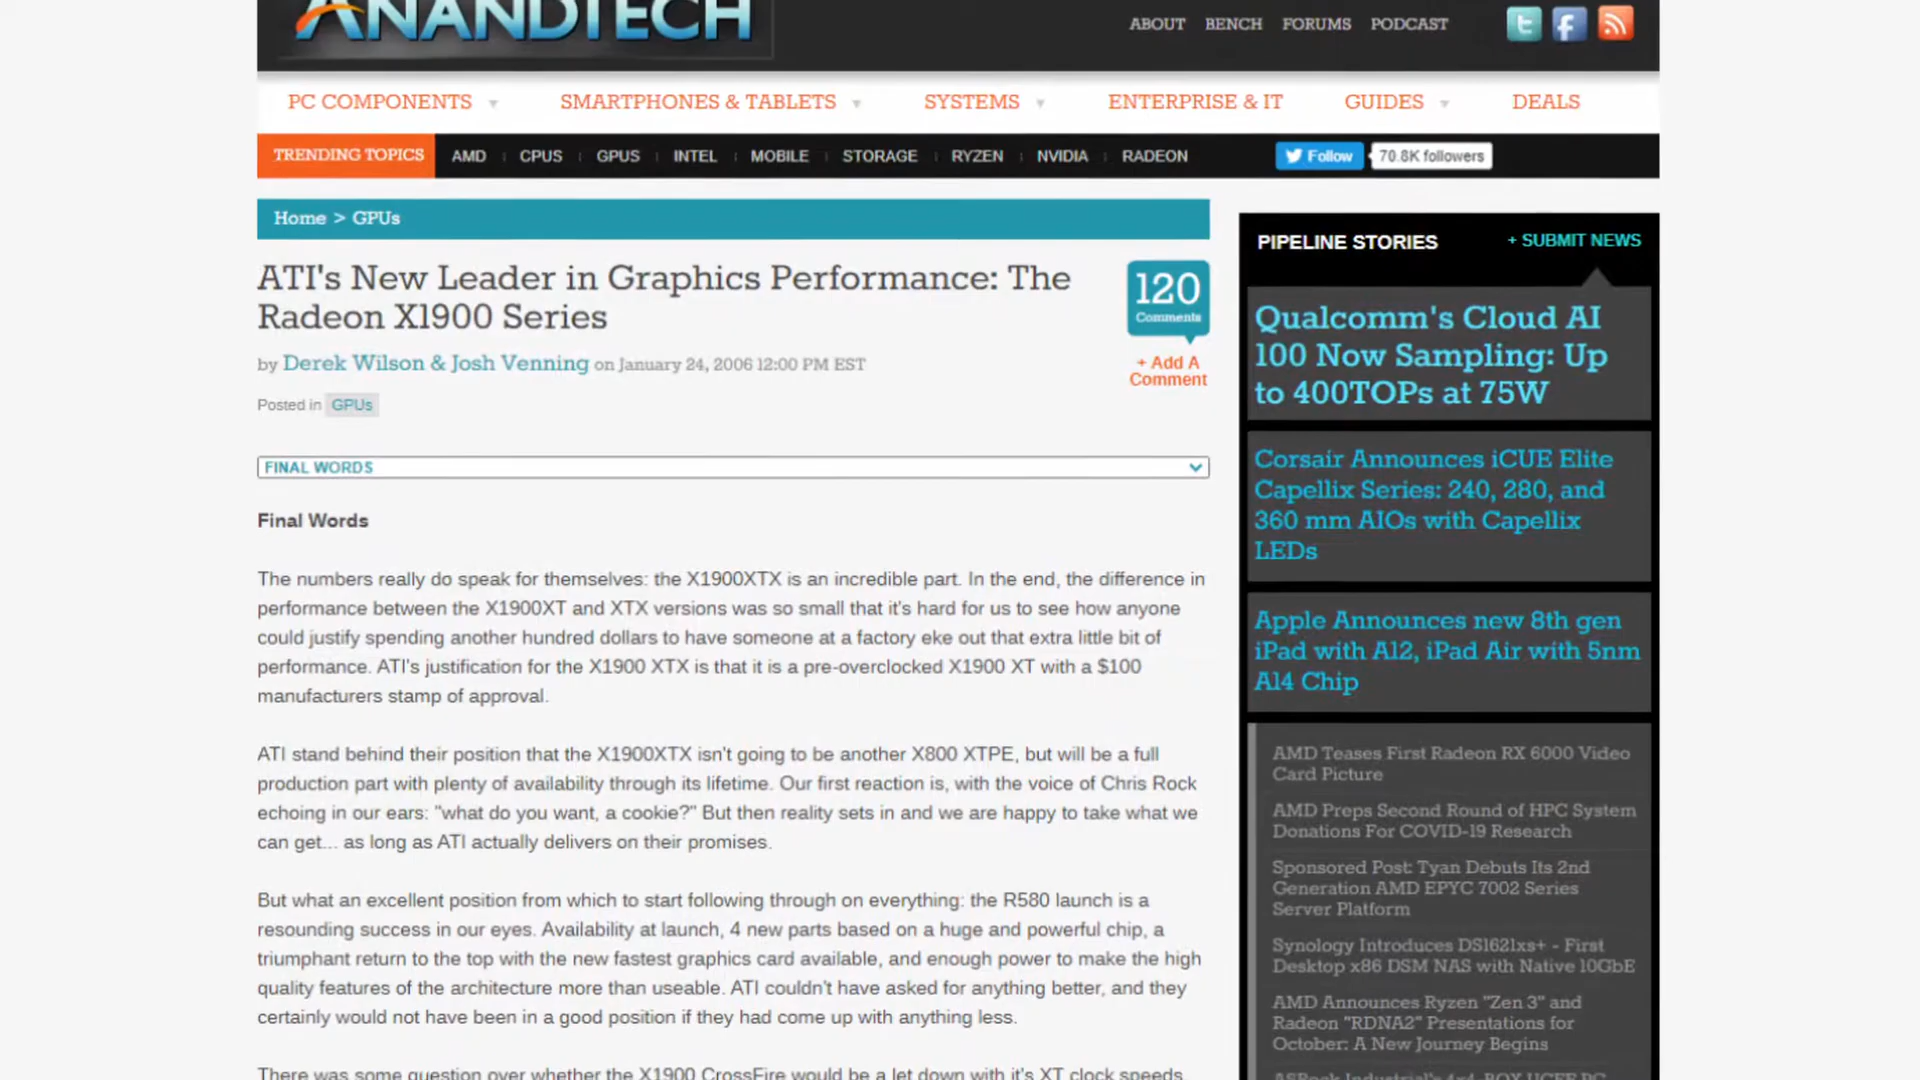 ANANDTECH
ABOUT BENCH FORUMS PODCAST
PC COMPONENTS SMARTPHONES & TABLETS SYSTEMS ENTERPRISE & IT GUIDES DEALS
TRENDING TOPICS AMD CPUS GPUS INTEL MOBILE STORAGE RYZEN NVIDIA RADEON Follow 70.8K followers
Home > GPUs
ATI's New Leader in Graphics Performance: The
Radeon X1900 Series
by Derek Wilson & Josh Venning on January 24, 2006 12:00 PM EST
Posted in GPUs
120
Comments
+ Add A
Comment
FINAL WORDS
Final Words
The numbers really do speak for themselves: the X1900XTX is an incredible part. In the end, the difference in
performance between the X1900XT and XTX versions was so small that it's hard for us to see how anyone
could justify spending another hundred dollars to have someone at a factory eke out that extra little bit of
performance. ATI's justification for the X1900 XTX is that it is a pre-overclocked X1900 XT with a $100
manufacturers stamp of approval.
ATI stand behind their position that the X1900XTX isn't going to be another X800 XTPE, but will be a full
production part with plenty of availability through its lifetime. Our first reaction is, with the voice of Chris Rock
echoing in our ears: "what do you want, a cookie?" But then reality sets in and we are happy to take what we
can get... as long as ATI actually delivers on their promises.
But what an excellent position from which to start following through on everything: the R580 launch is a
resounding success in our eyes. Availability at launch, 4 new parts based on a huge and powerful chip, a
triumphant return to the top with the new fastest graphics card available, and enough power to make the high
quality features of the architecture more than useable. ATI couldn't have asked for anything better, and they
certainly would not have been in a good position if they had come up with anything less.
There was some question over whether the X1900 CrossFire would be a let down with it's XT clock speeds
PIPELINE STORIES + SUBMIT NEWS
Qualcomm's Cloud AI
100 Now Sampling: Up
to 400TOPs at 75W
Corsair Announces iCUE Elite
Capellix Series: 240, 280, and
360 mm AIOs with Capellix
LEDs
Apple Announces new 8th gen
iPad with A12, iPad Air with 5nm
A14 Chip
AMD Teases First Radeon RX 6000 Video
Card Picture
AMD Preps Second Round of HPC System
Donations For COVID-19 Research
Sponsored Post: Tyan Debuts Its 2nd
Generation AMD EPYC 7002 Series
Server Platform
Synology Introduces DS1621xs+ - First
Desktop x86 DSM NAS with Native 10GbE
AMD Announces Ryzen "Zen 3" and
Radeon "RDNA2" Presentations for
October: A New Journey Begins